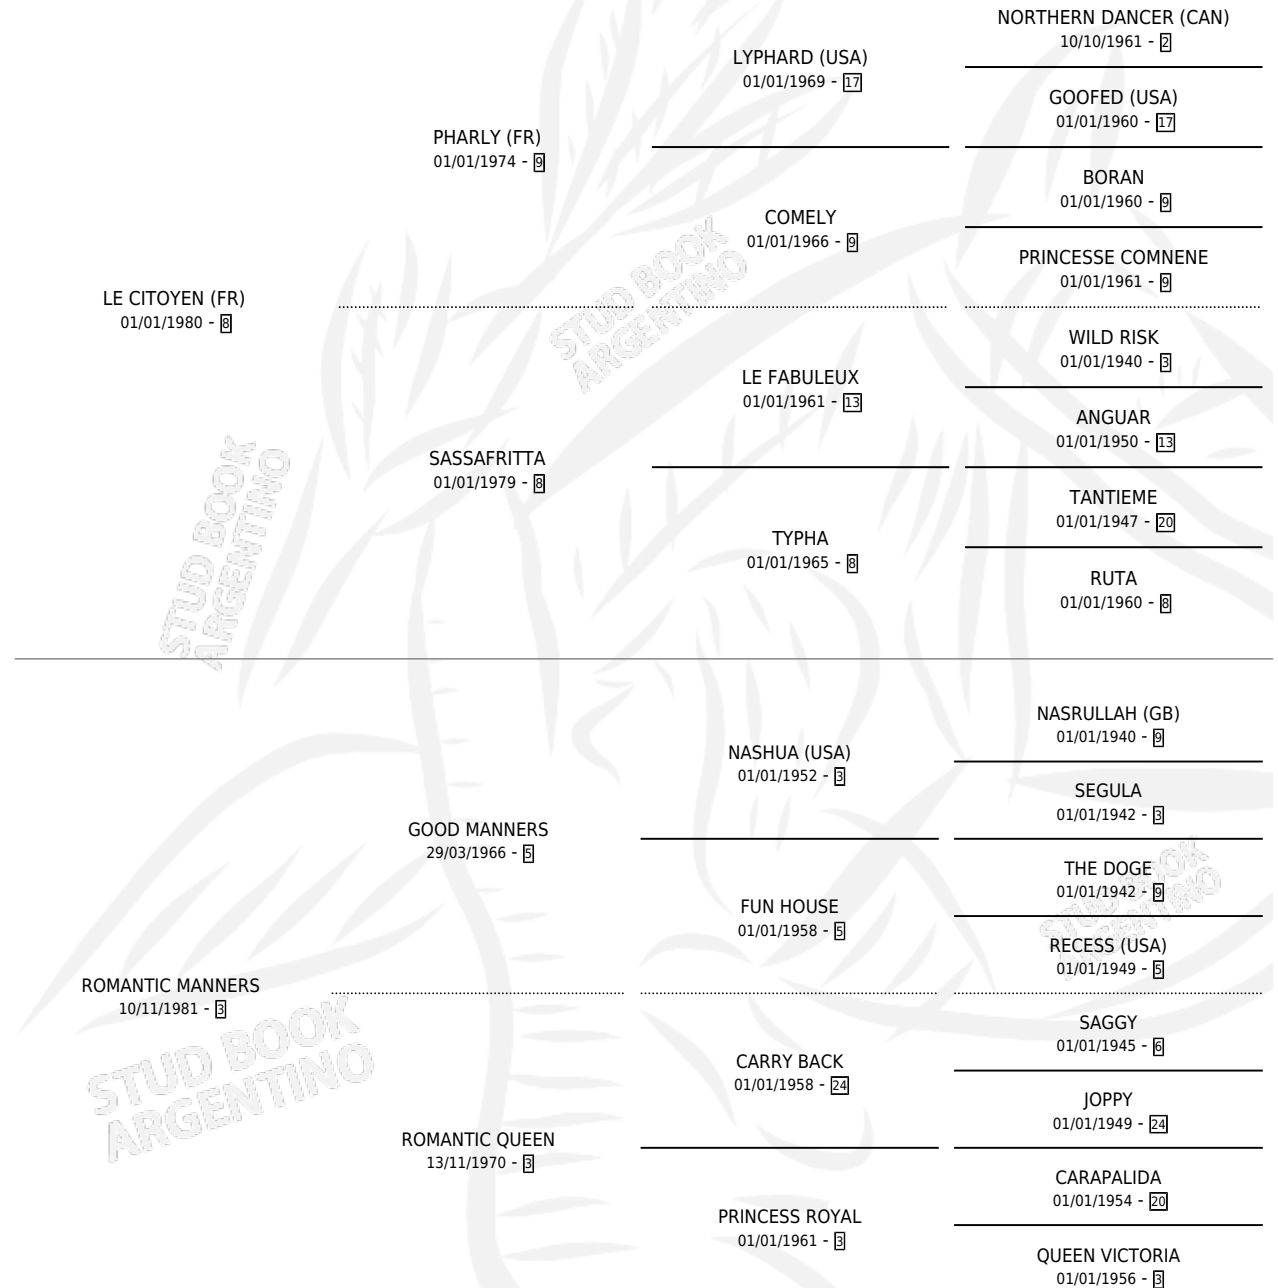 NORTHERN DANCER (CAN)
10/10/1961 - 2
LYPHARD (USA)
01/01/1969 - 17
GOOFED (USA)
01/01/1960 - 17
PHARLY (FR)
01/01/1974 - 9
BORAN
01/01/1960 - 9
COMELY
01/01/1966 - 9
PRINCESSE COMNENE
01/01/1961 - 9
LE CITOYEN (FR)
01/01/1980 - 8
WILD RISK
01/01/1940 - 3
LE FABULEUX
01/01/1961 - 13
ANGUAR
01/01/1950 - 13
SASSAFRITTA
01/01/1979 - 8
TANTIEME
01/01/1947 - 20
TYPHA
01/01/1965 - 8
RUTA
01/01/1960 - 8
NASRULLAH (GB)
01/01/1940 - 9
NASHUA (USA)
01/01/1952 - 3
SEGULA
01/01/1942 - 3
GOOD MANNERS
29/03/1966 - 5
THE DOGE
01/01/1942 - 9
FUN HOUSE
01/01/1958 - 5
RECESS (USA)
01/01/1949 - 5
ROMANTIC MANNERS
10/11/1981 - 3
SAGGY
01/01/1945 - 6
CARRY BACK
01/01/1958 - 24
JOPPY
01/01/1949 - 24
ROMANTIC QUEEN
13/11/1970 - 3
CARAPALIDA
01/01/1954 - 20
PRINCESS ROYAL
01/01/1961 - 3
QUEEN VICTORIA
01/01/1956 - 3
STUD BOOK
ARGENTINO
STUD BOOK
ARGENTINO
STUD BOOK
ARGENTINO
STUD BOOK
ARGENTINO